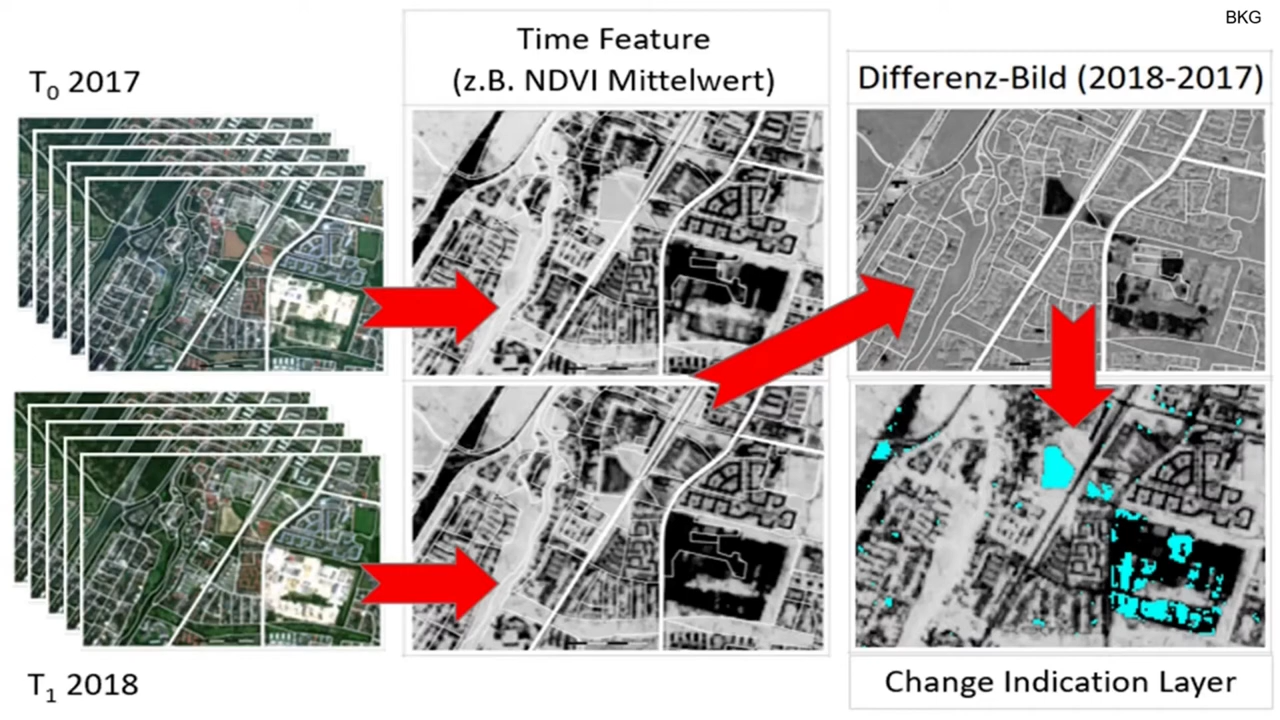 BKG
T0 2017
Time Feature
(z.B. NDVI Mittelwert)
Differenz-Bild (2018-2017)
T1 2018
Change Indication Layer